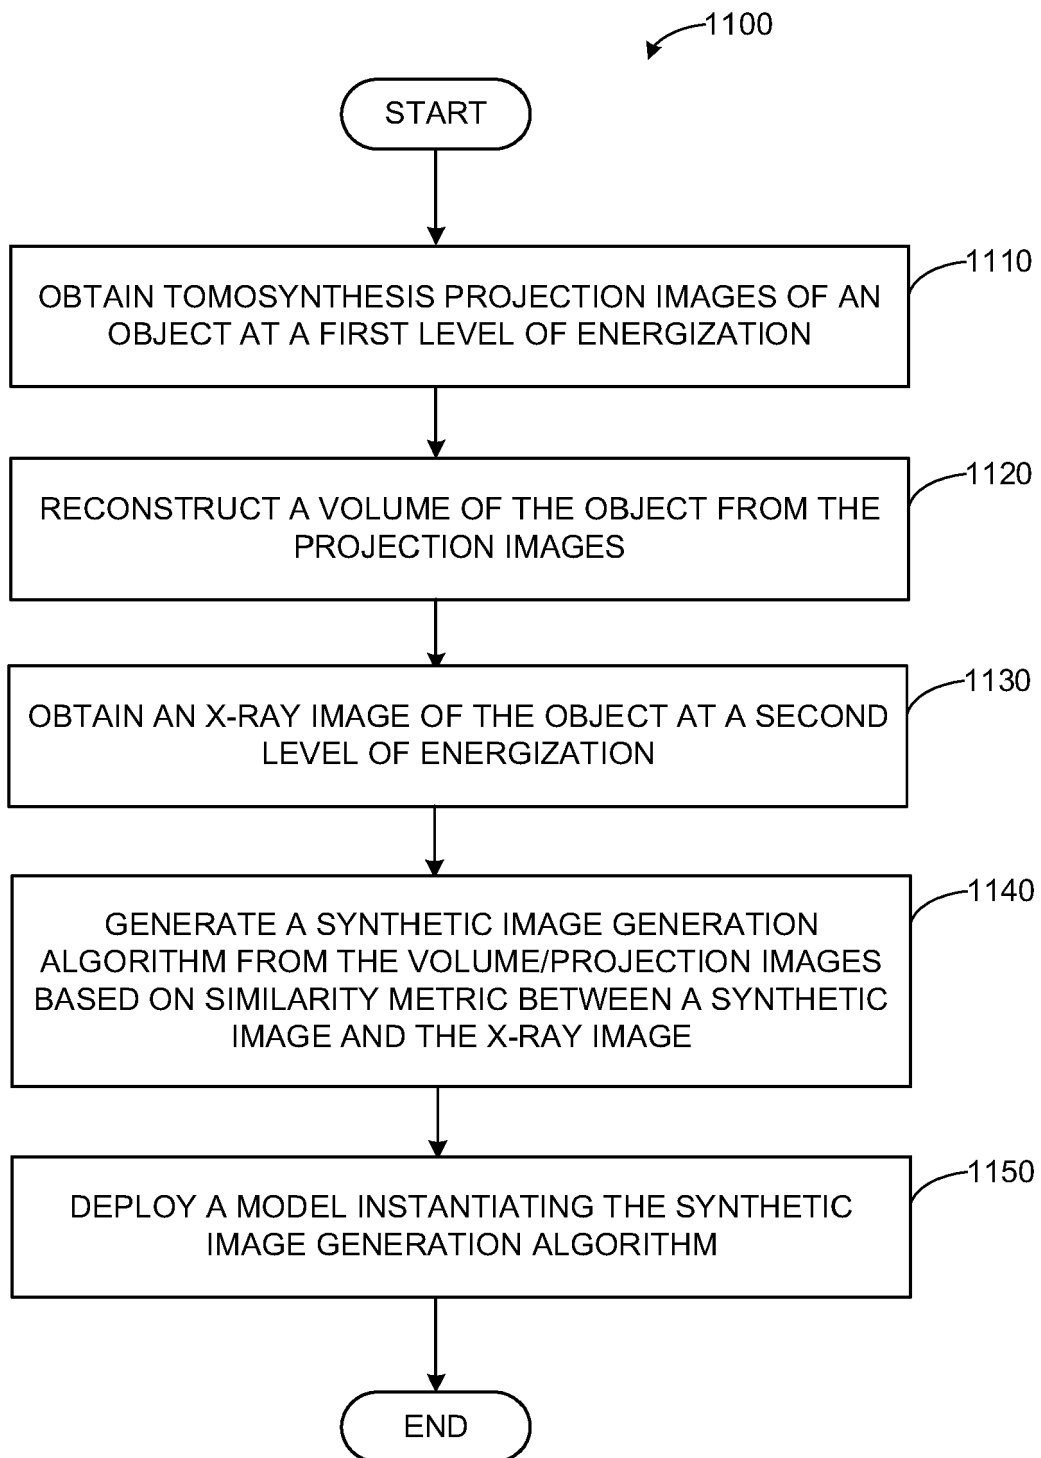 1100
START
1110
OBTAIN TOMOSYNTHESIS PROJECTION IMAGES OF AN
OBJECT AT A FIRST LEVEL OF ENERGIZATION
1120
RECONSTRUCT A VOLUME OF THE OBJECT FROM THE
PROJECTION IMAGES
1130
OBTAIN AN X-RAY IMAGE OF THE OBJECT AT A SECOND
LEVEL OF ENERGIZATION
1140
GENERATE A SYNTHETIC IMAGE GENERATION
ALGORITHM FROM THE VOLUME/PROJECTION IMAGES
BASED ON SIMILARITY METRIC BETWEEN A SYNTHETIC
IMAGE AND THE X-RAY IMAGE
1150
DEPLOY A MODEL INSTANTIATING THE SYNTHETIC
IMAGE GENERATION ALGORITHM
END